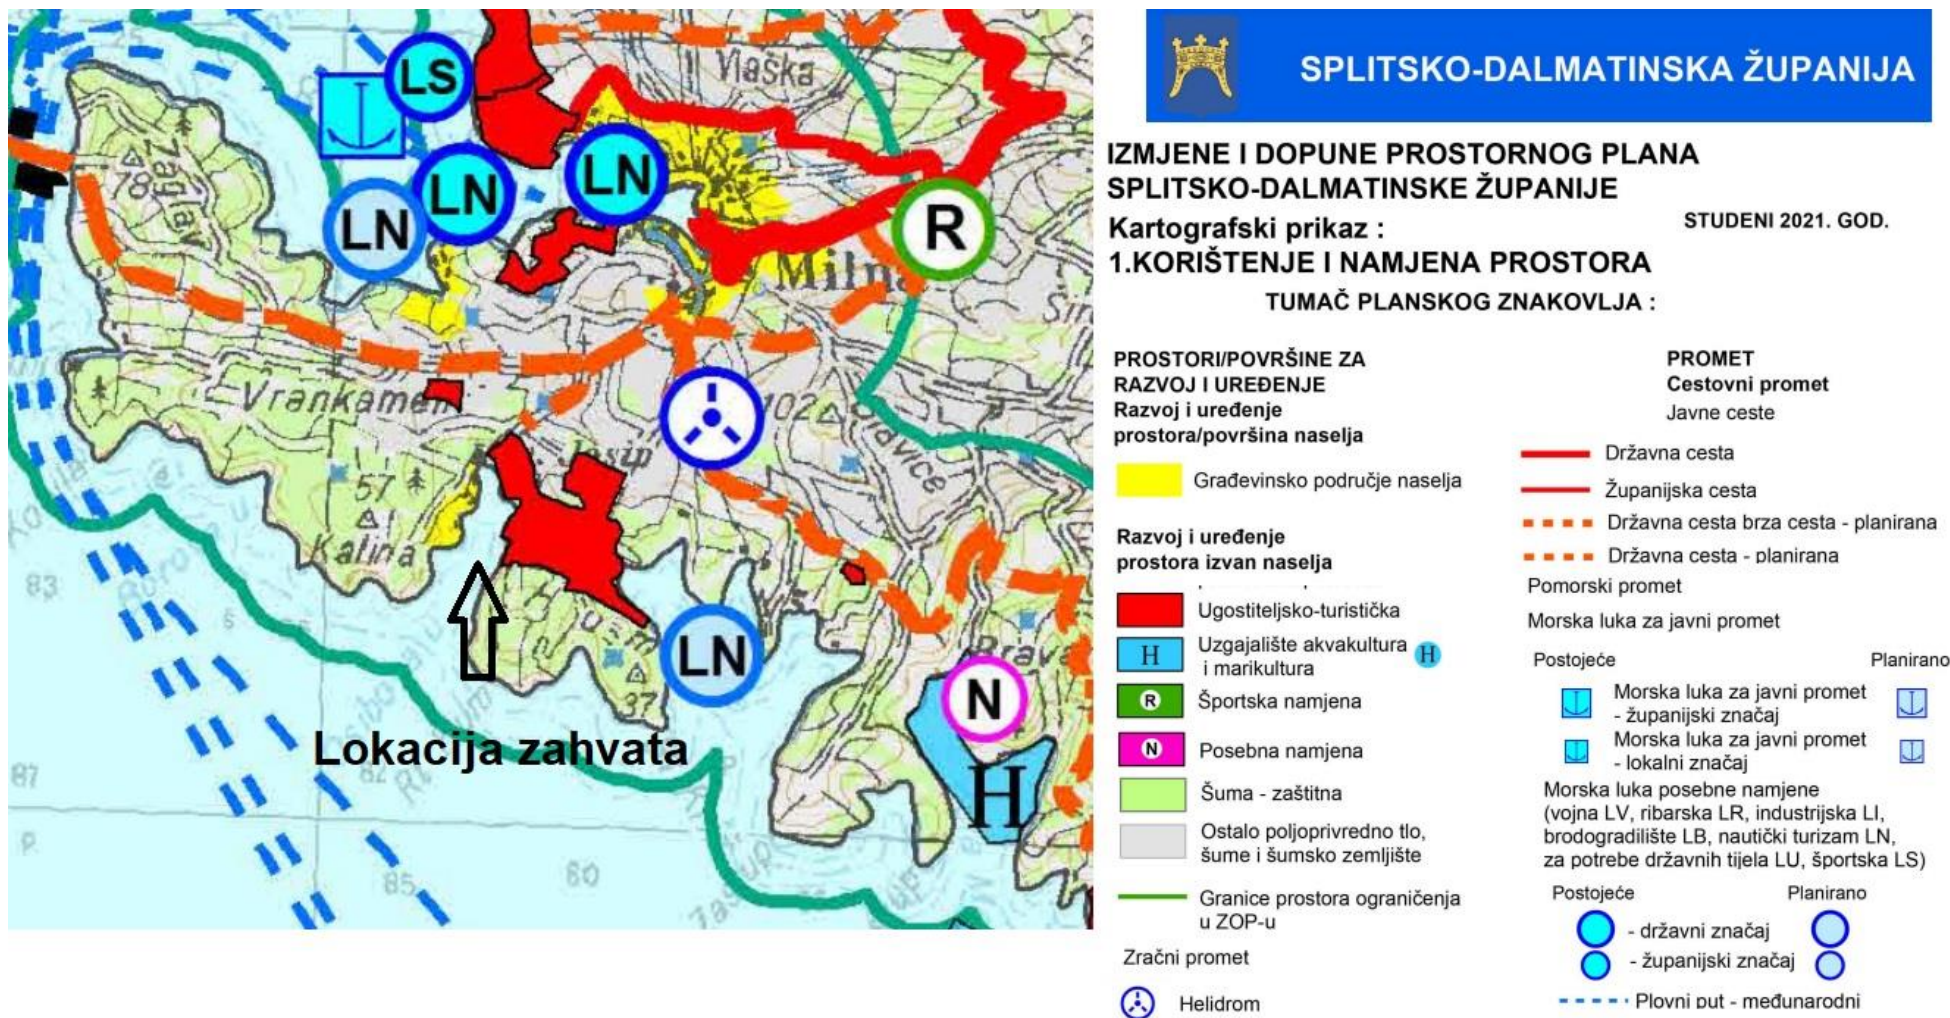 25
LS
Vlaška
Zaglav
LN
LN
LN
R
Milna
Vrankamen
102
Josip
57
Kalina
83
LN
37
N
Lokacija zahvata
87
H
85
80
SPLITSKO-DALMATINSKA ŽUPANIJA
IZMJENE I DOPUNE PROSTORNOG PLANA
SPLITSKO-DALMATINSKE ŽUPANIJE
Kartografski prikaz :
STUDENI 2021. GOD.
1.KORIŠTENJE I NAMJENA PROSTORA
TUMAČ PLANSKOG ZNAKOVLJA :
PROSTORI/POVRŠINE ZA
RAZVOJ I UREĐENJE
Razvoj i uređenje
prostora/površina naselja
Građevinsko područje naselja
Razvoj i uređenje
prostora izvan naselja
Ugostiteljsko-turistička
H
Uzgajalište akvakultura
i marikultura
H
R
Športska namjena
N
Posebna namjena
Šuma - zaštitna
Ostalo poljoprivredno tlo,
šume i šumsko zemljište
Granice prostora ograničenja
u ZOP-u
Zračni promet
Helidrom
PROMET
Cestovni promet
Javne ceste
Državna cesta
Županijska cesta
Državna cesta brza cesta - planirana
Državna cesta - planirana
Pomorski promet
Morska luka za javni promet
Postojeće
Planirano
Morska luka za javni promet
- županijski značaj
Morska luka za javni promet
- lokalni značaj
Morska luka posebne namjene
(vojna LV, ribarska LR, industrijska LI,
brodogradilište LB, nautički turizam LN,
za potrebe državnih tijela LU, športska LS)
Postojeće
Planirano
- državni značaj
- županijski značaj
Plovni put - međunarodni